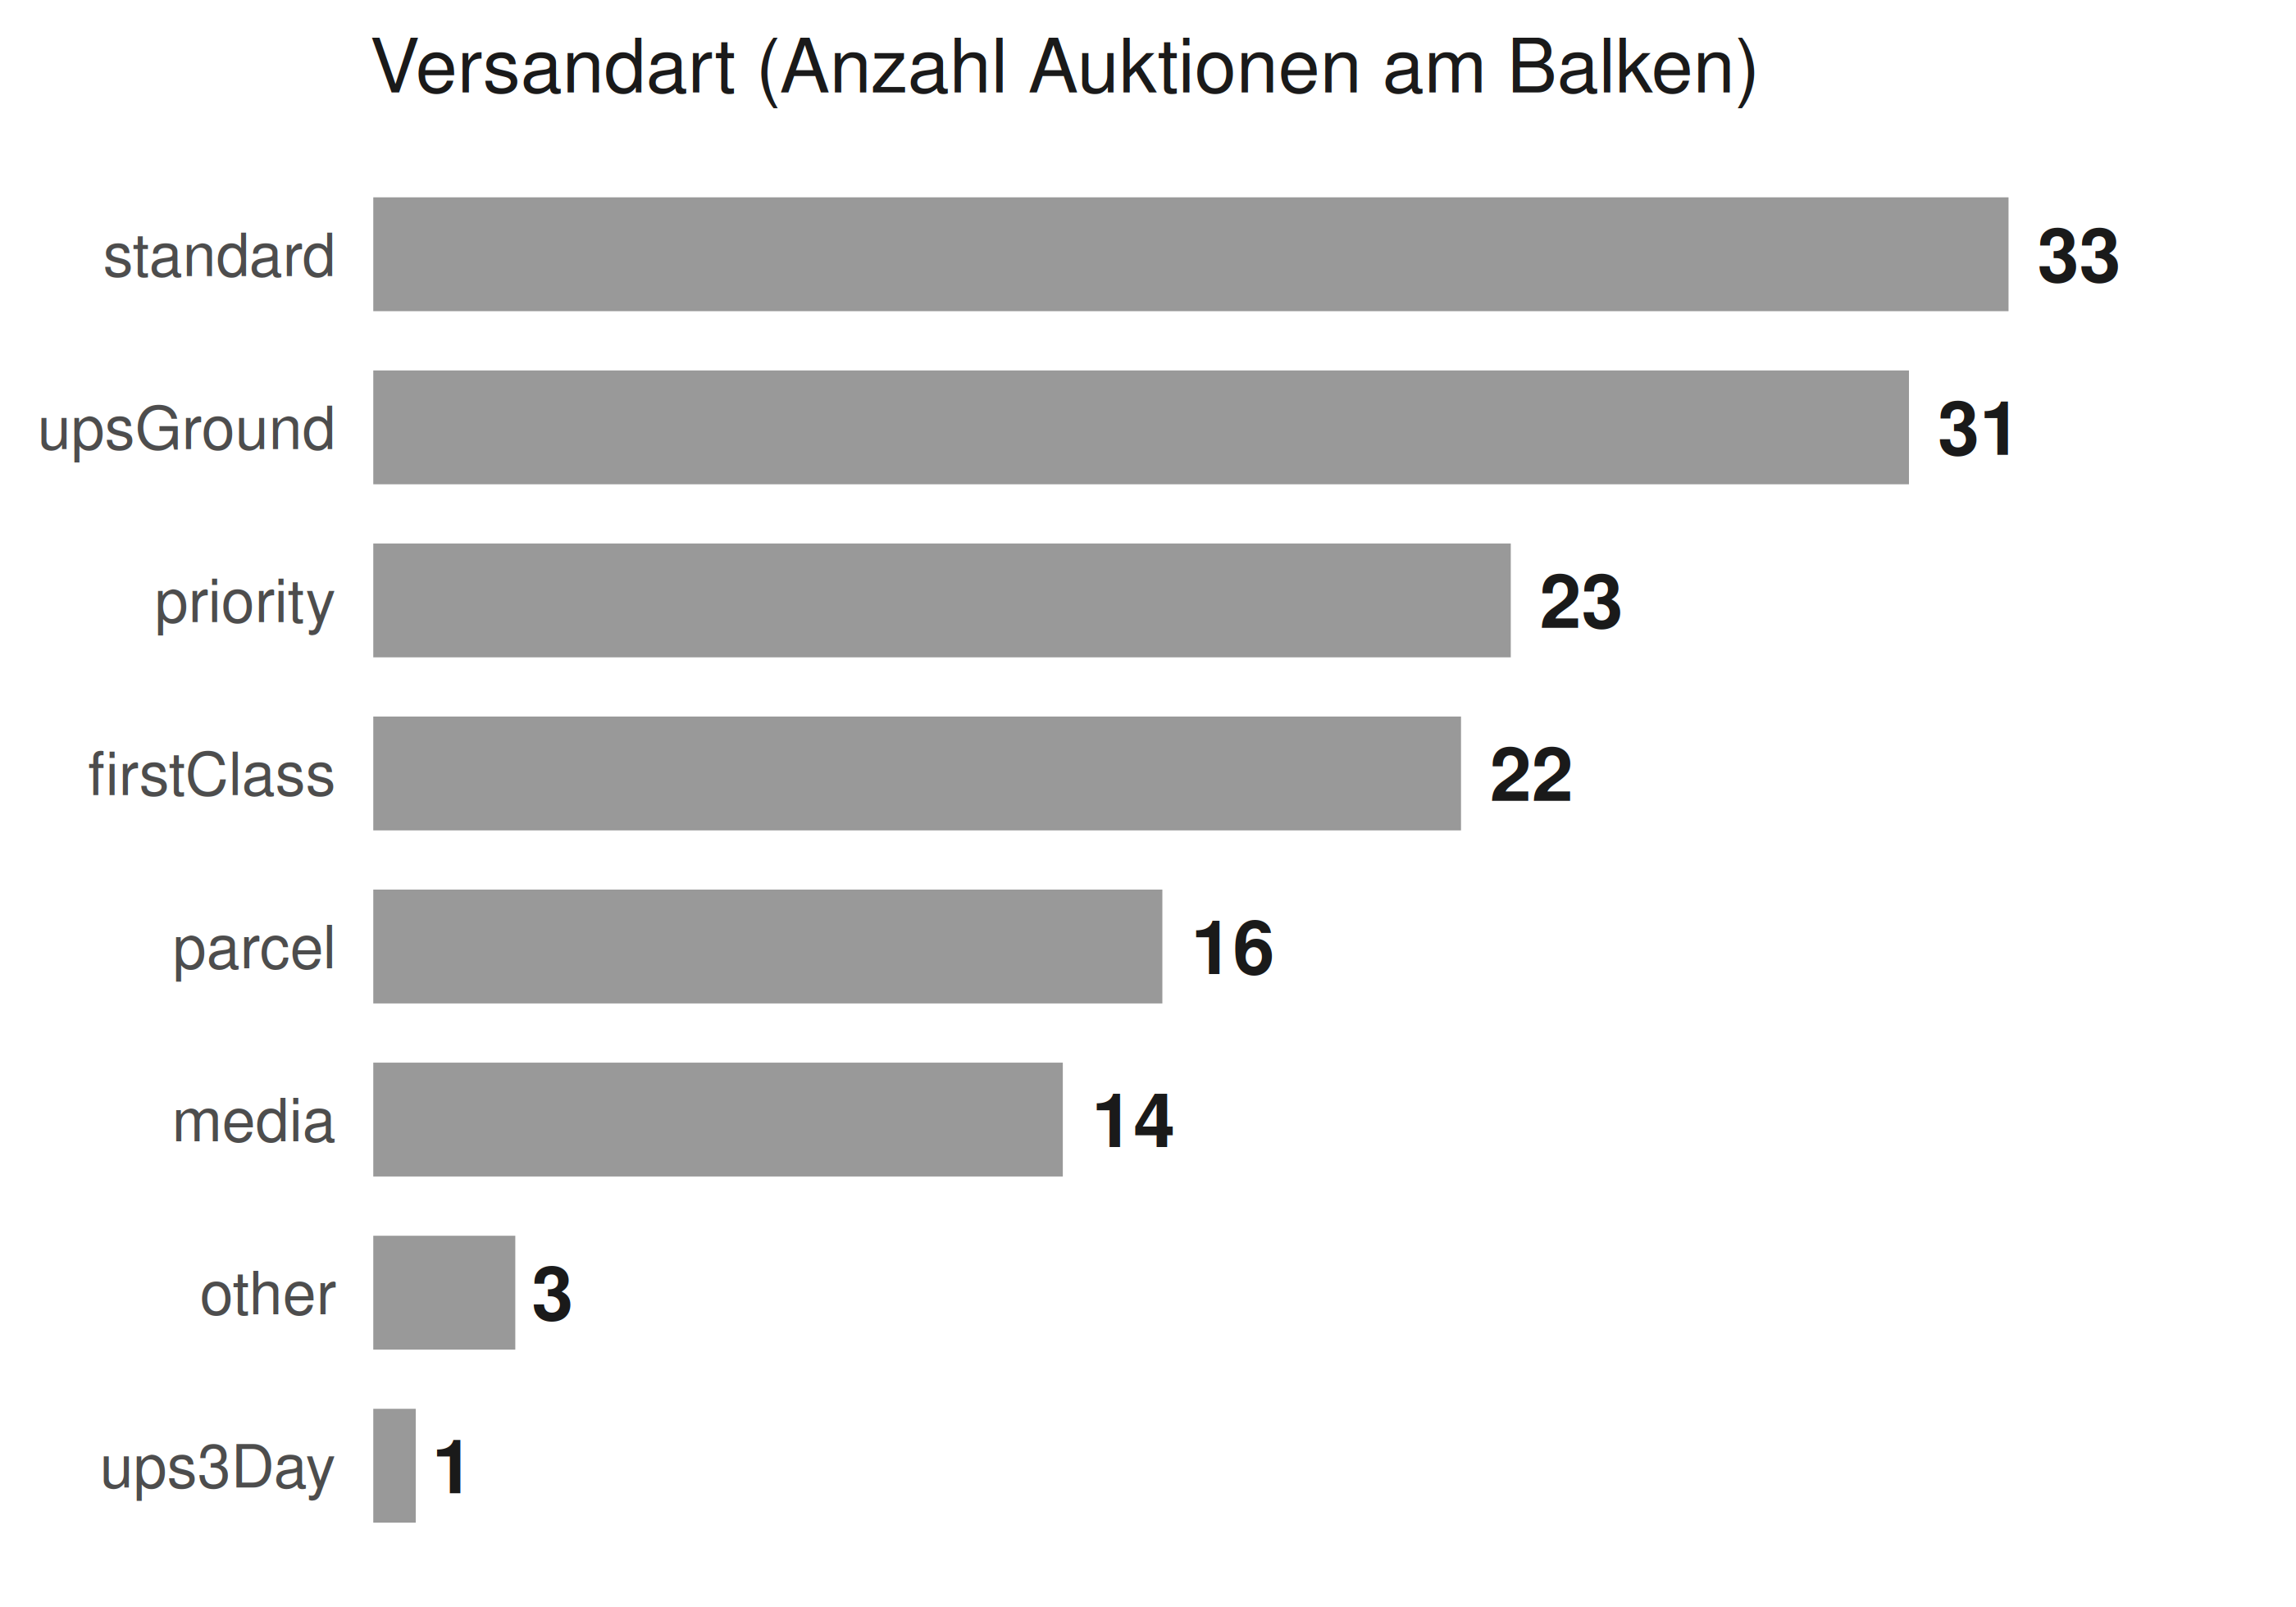 Versandart (Anzahl Auktionen am Balken)
standard 33
upsGround 31
priority 23
firstClass 22
parcel 16
media 14
other 3
ups3Day 1